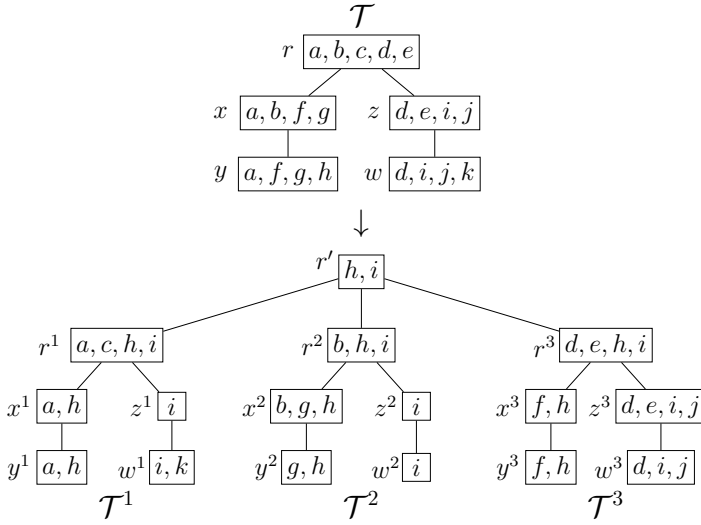 𝒯
r a, b, c, d, e
x a, b, f, g z d, e, i, j
y a, f, g, h w d, i, j, k
↓
r′ h, i
r¹ a, c, h, i r² b, h, i r³ d, e, h, i
x¹ a, h z¹ i x² b, g, h z² i x³ f, h z³ d, e, i, j
y¹ a, h w¹ i, k y² g, h w² i y³ f, h w³ d, i, j
𝒯¹ 𝒯² 𝒯³